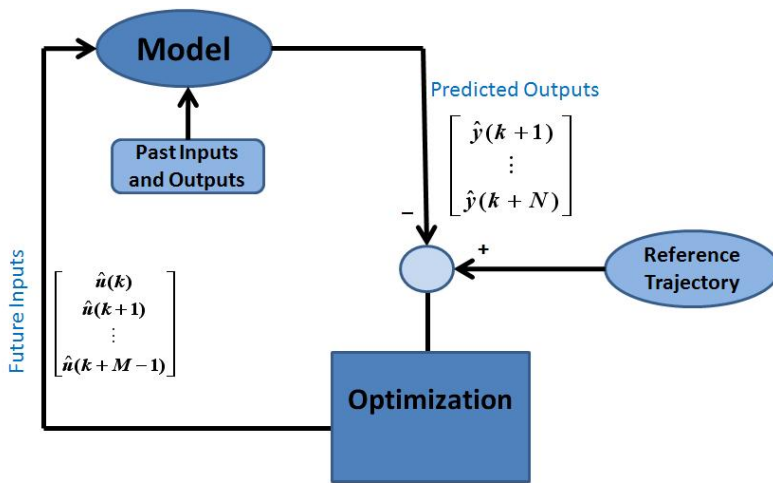 Model
Predicted Outputs
ŷ(k+1)
⋮
ŷ(k+N)
Past Inputs
and Outputs
−
+
Reference
Trajectory
Future Inputs
û(k)
û(k+1)
⋮
û(k+M−1)
Optimization